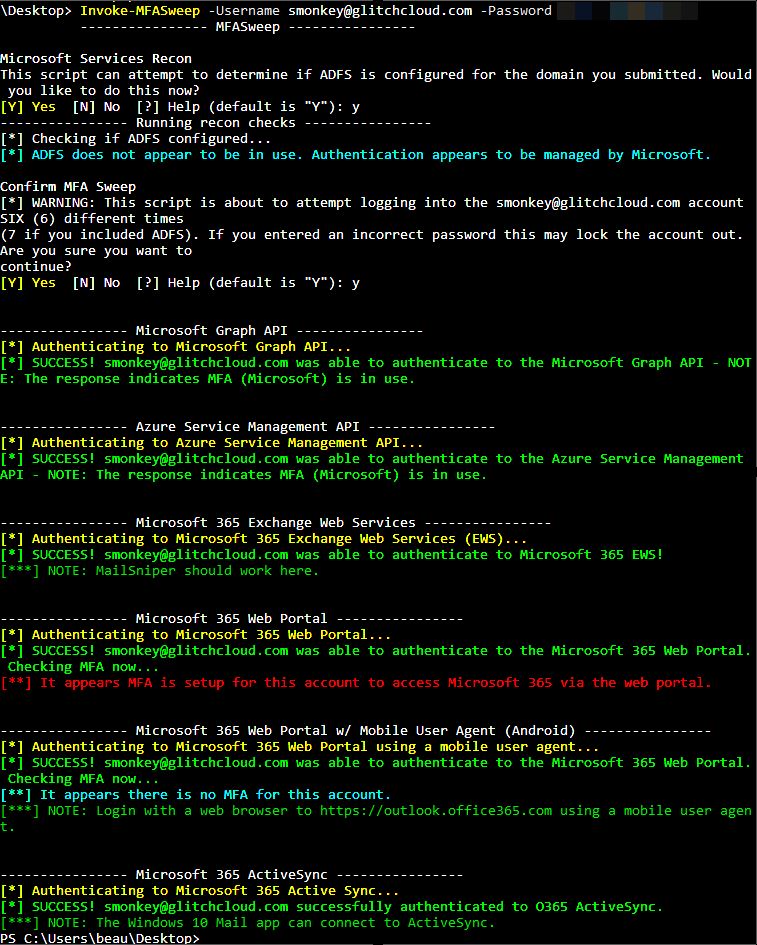 \Desktop> Invoke-MFASweep -Username smonkey@glitchcloud.com -Password
---------------- MFASweep ----------------
Microsoft Services Recon
This script can attempt to determine if ADFS is configured for the domain you submitted. Would
you like to do this now?
[Y] Yes [N] No [?] Help (default is "Y"): y
---------------- Running recon checks ----------------
[*] Checking if ADFS configured...
[*] ADFS does not appear to be in use. Authentication appears to be managed by Microsoft.
Confirm MFA Sweep
[*] WARNING: This script is about to attempt logging into the smonkey@glitchcloud.com account
SIX (6) different times
(7 if you included ADFS). If you entered an incorrect password this may lock the account out.
Are you sure you want to
continue?
[Y] Yes [N] No [?] Help (default is "Y"): y
---------------- Microsoft Graph API ----------------
[*] Authenticating to Microsoft Graph API...
[*] SUCCESS! smonkey@glitchcloud.com was able to authenticate to the Microsoft Graph API - NOT
E: The response indicates MFA (Microsoft) is in use.
---------------- Azure Service Management API ----------------
[*] Authenticating to Azure Service Management API...
[*] SUCCESS! smonkey@glitchcloud.com was able to authenticate to the Azure Service Management
API - NOTE: The response indicates MFA (Microsoft) is in use.
---------------- Microsoft 365 Exchange Web Services ----------------
[*] Authenticating to Microsoft 365 Exchange Web Services (EWS)...
[*] SUCCESS! smonkey@glitchcloud.com was able to authenticate to Microsoft 365 EWS!
[***] NOTE: MailSniper should work here.
---------------- Microsoft 365 Web Portal ----------------
[*] Authenticating to Microsoft 365 Web Portal...
[*] SUCCESS! smonkey@glitchcloud.com was able to authenticate to the Microsoft 365 Web Portal.
Checking MFA now...
[**] It appears MFA is setup for this account to access Microsoft 365 via the web portal.
---------------- Microsoft 365 Web Portal w/ Mobile User Agent (Android) ----------------
[*] Authenticating to Microsoft 365 Web Portal using a mobile user agent...
[*] SUCCESS! smonkey@glitchcloud.com was able to authenticate to the Microsoft 365 Web Portal.
Checking MFA now...
[**] It appears there is no MFA for this account.
[***] NOTE: Login with a web browser to https://outlook.office365.com using a mobile user agen
t.
---------------- Microsoft 365 ActiveSync ----------------
[*] Authenticating to Microsoft 365 Active Sync...
[*] SUCCESS! smonkey@glitchcloud.com successfully authenticated to O365 ActiveSync.
[***] NOTE: The Windows 10 Mail app can connect to ActiveSync.
PS C:\Users\beau\Desktop>